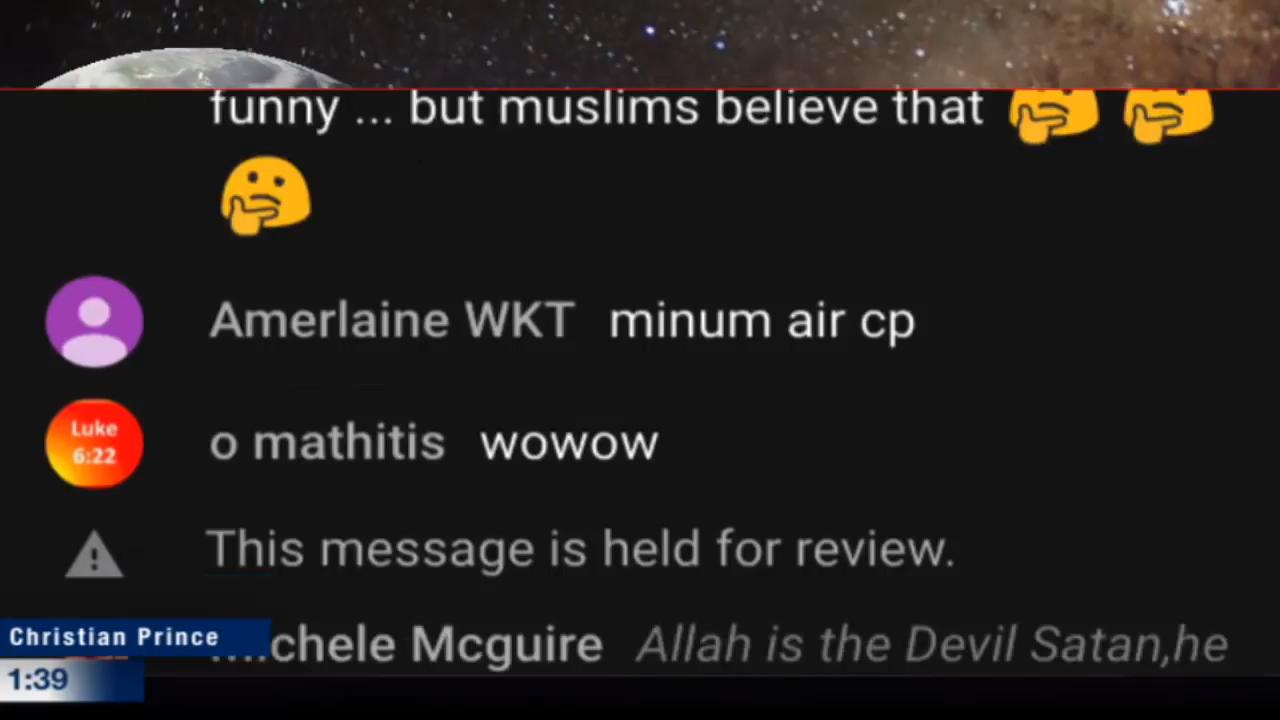 funny ... but muslims believe that
Amerlaine WKT minum air cp
Luke
6:22
o mathitis wowow
This message is held for review.
Christian Prince
Mcguire Allah is the Devil Satan,he
1:39